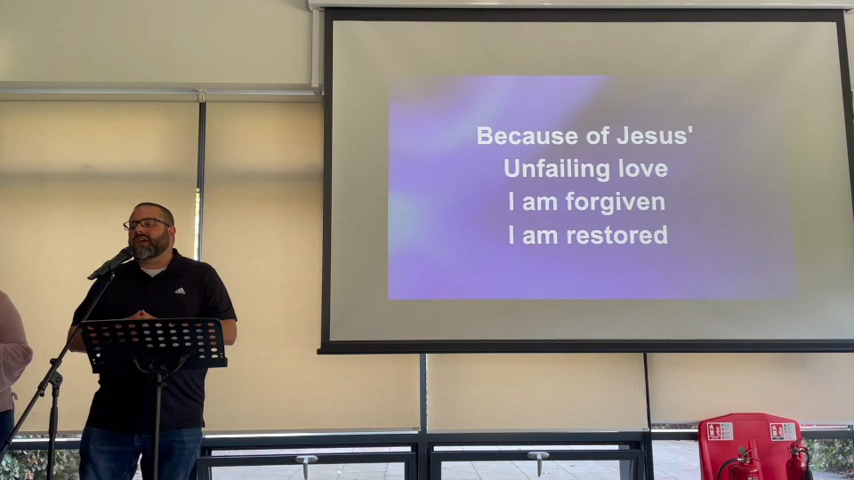 Because of Jesus'
Unfailing love
I am forgiven
I am restored